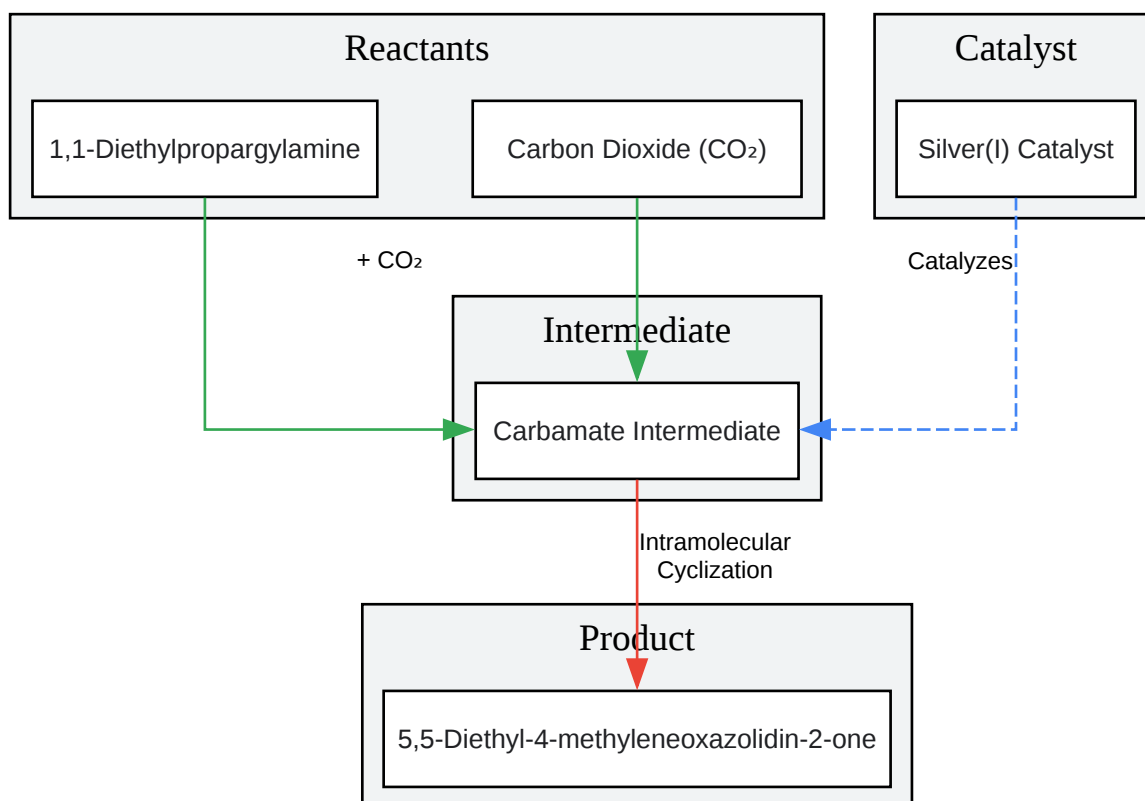 Reactants
Catalyst
1,1-Diethylpropargylamine
Carbon Dioxide (CO₂)
Silver(I) Catalyst
+ CO₂
Catalyzes
Intermediate
Carbamate Intermediate
Intramolecular
Cyclization
Product
5,5-Diethyl-4-methyleneoxazolidin-2-one